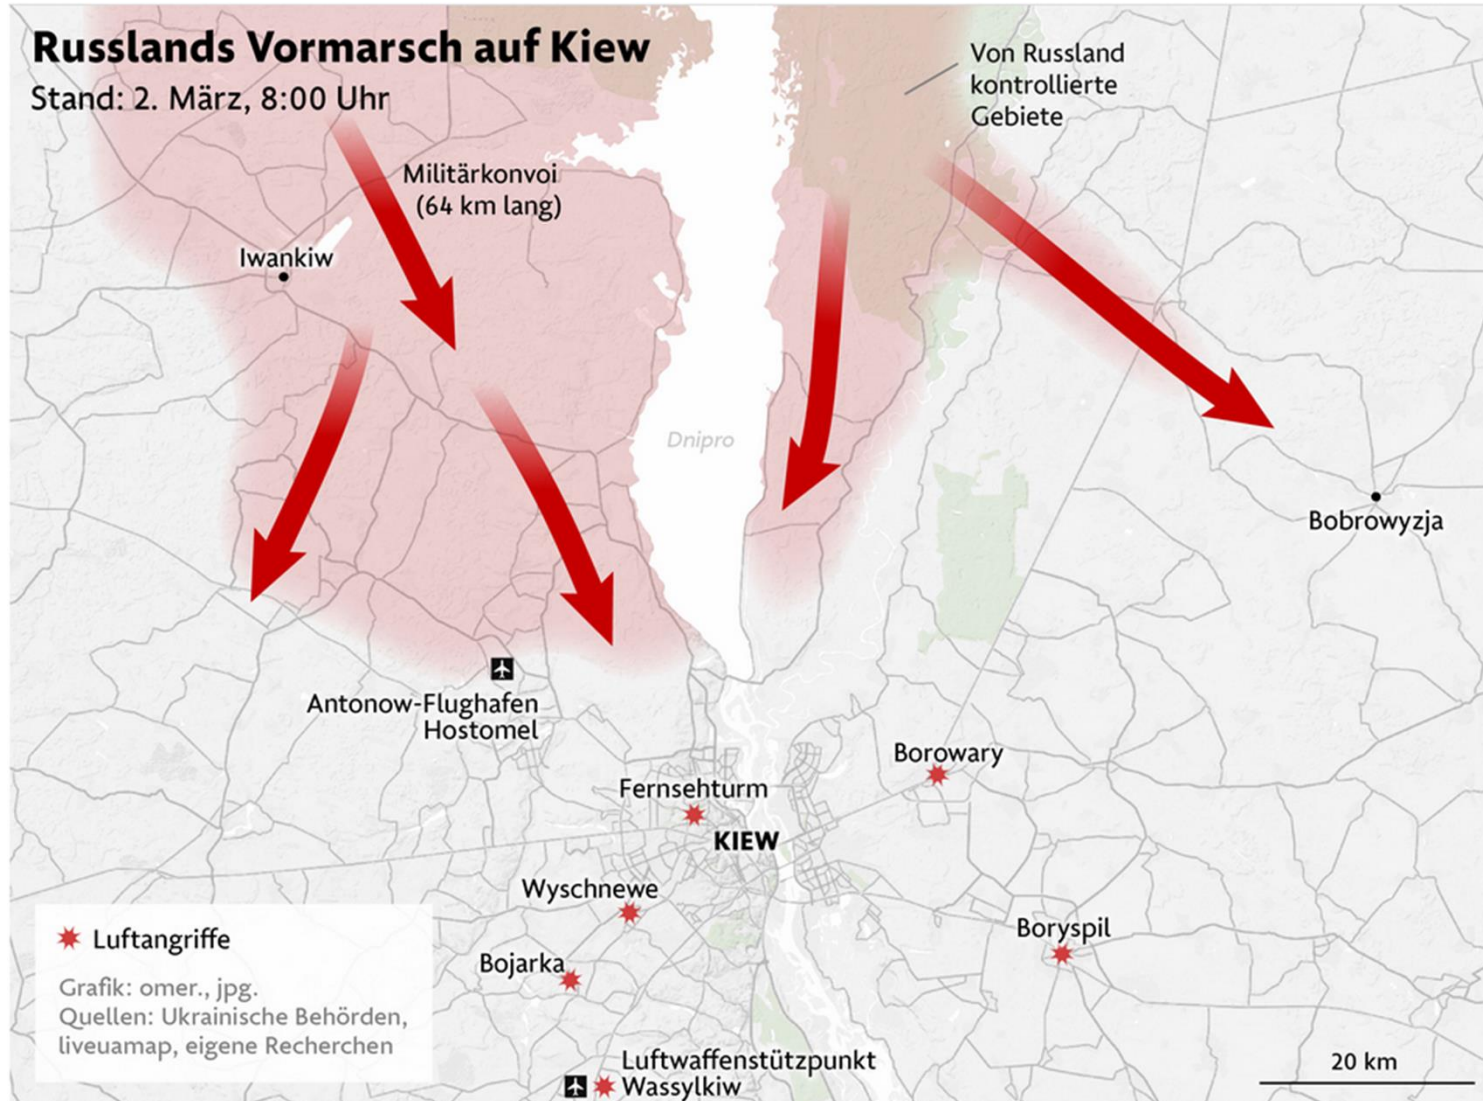 Russlands Vormarsch auf Kiew
Stand: 2. März, 8:00 Uhr
Von Russland
kontrollierte
Gebiete
Militärkonvoi
(64 km lang)
Iwankiw
Dnipro
Bobrowyzja
Antonow-Flughafen
Hostomel
Borowary
Fernsehturm
KIEW
Wyschnewe
Boryspil
Bojarka
Luftwaffenstützpunkt
Wassylkiw
Luftangriffe
Grafik: omer., jpg.
Quellen: Ukrainische Behörden,
liveuamap, eigene Recherchen
20 km